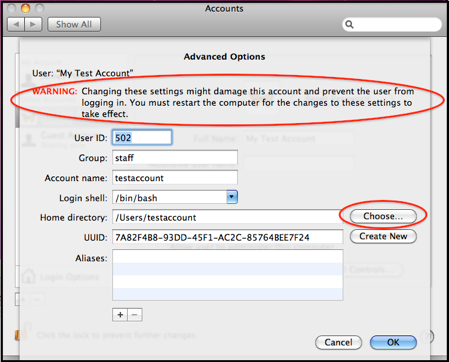 Accounts
Show All
Advanced Options
User: "My Test Account"
WARNING: Changing these settings might damage this account and prevent the user from
logging in. You must restart the computer for the changes to these settings to
take effect.
User ID: 502
Group: staff
Account name: testaccount
Login shell: /bin/bash
Home directory: /Users/testaccount Choose...
UUID: 7A82F4B8-93DD-45F1-AC2C-85764BEE7F24 Create New
Aliases:
Login Options
+ −
Click the lock to prevent further changes.
Cancel OK